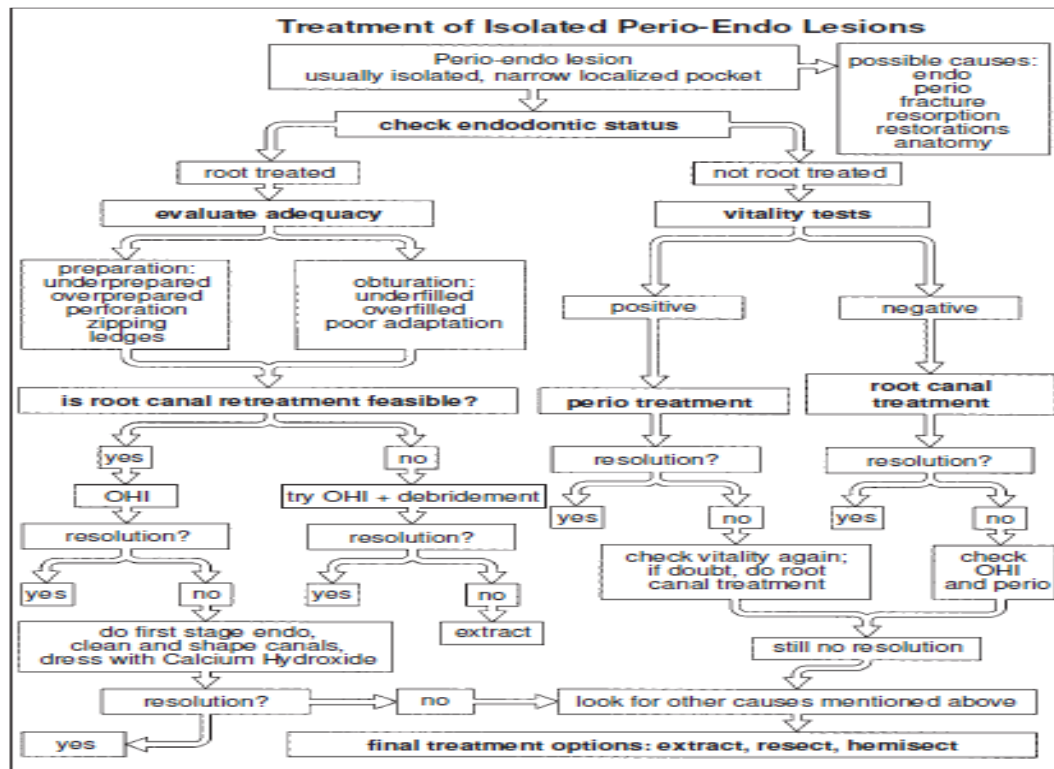 Treatment of Isolated Perio-Endo Lesions
Perio-endo lesion
usually isolated, narrow localized pocket
possible causes:
endo
perio
fracture
resorption
restorations
anatomy
check endodontic status
root treated
not root treated
evaluate adequacy
vitality tests
preparation:
underprepared
overprepared
perforation
zipping
ledges
obturation:
underfilled
overfilled
poor adaptation
positive
negative
is root canal retreatment feasible?
perio treatment
root canal
treatment
yes
no
resolution?
resolution?
OHI
try OHI + debridement
yes
no
yes
no
resolution?
resolution?
check vitality again;
if doubt, do root
canal treatment
check
OHI
and perio
yes
no
yes
no
extract
do first stage endo,
clean and shape canals,
dress with Calcium Hydroxide
still no resolution
resolution?
no
look for other causes mentioned above
yes
final treatment options: extract, resect, hemisect